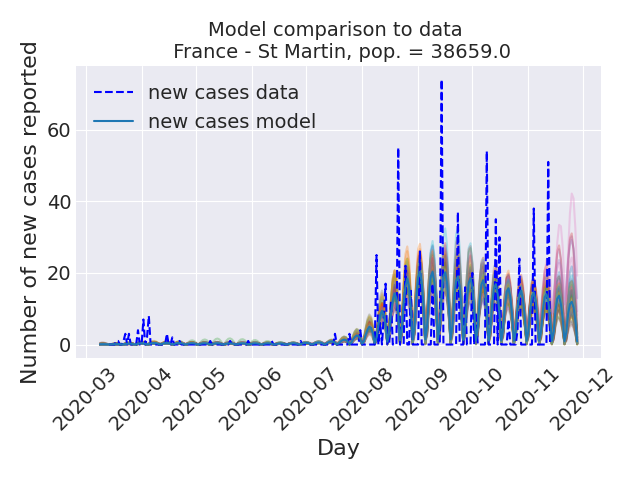 Model comparison to data
France - St Martin, pop. = 38659.0
Number of new cases reported
new cases data
new cases model
60
40
20
0
2020-03
2020-04
2020-05
2020-06
2020-07
2020-08
2020-09
2020-10
2020-11
2020-12
Day